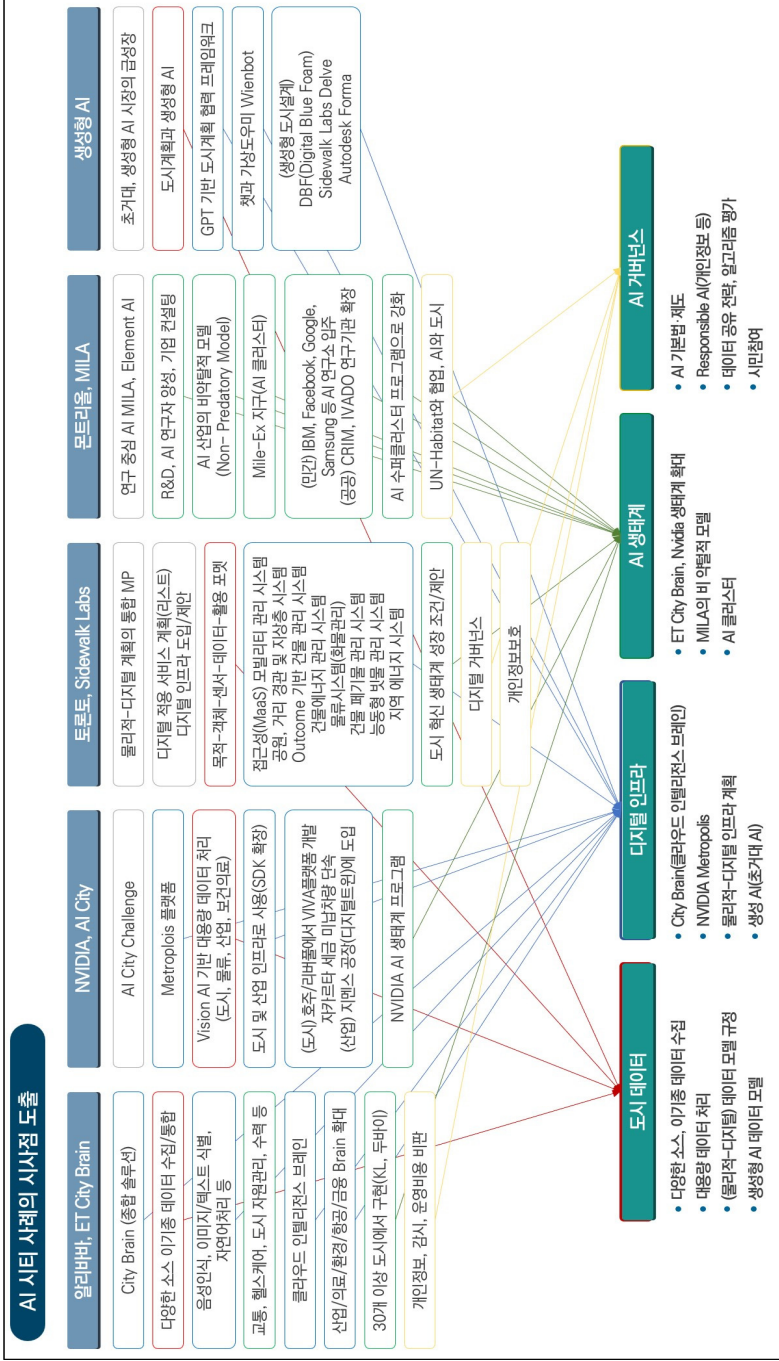 AI 시티 사례의 시사점 도출
알리바바, ET City Brain
City Brain (종합 솔루션)
다양한 소스 이기종 데이터 수집/통합
음성인식, 이미지/텍스트 식별,
자연어처리 등
교통, 헬스케어, 도시 자원관리, 수력 등
클라우드 인텔리전스 브레인
산업/의료/환경/항공/금융 Brain 확대
30개 이상 도시에서 구현(KL, 두바이)
개인정보, 감시, 운영비용 비판
NVIDIA, AI City
AI City Challenge
Metroplois 플랫폼
Vision AI 기반 대용량 데이터 처리
(도시, 물류, 산업, 보건의료)
도시 및 산업 인프라로 사용(SDK 확장)
(도시) 호주/리버풀에서 VIVA플랫폼 개발
자카르타 세금 미납차량 단속
(산업) 지멘스 공장(디지털트윈)에 도입
NVIDIA AI 생태계 프로그램
토론토, Sidewalk Labs
물리적-디지털 계획의 통합 MP
디지털 적용 서비스 계획(리스트)
디지털 인프라 도입/제안
목적-객체-센서-데이터-활용 포멧
접근성(MaaS) 모빌리티 관리 시스템
공원, 거리 경관 및 지상층 시스템
Outcome 기반 건물 관리 시스템
건물에너지 관리 시스템
물류시스템(화물관리)
건물 폐기물 관리 시스템
능동형 빗물 관리 시스템
지역 에너지 시스템
도시 혁신 생태계 성장 조건/제안
디지털 거버넌스
개인정보보호
몬트리올, MILA
연구 중심 AI MILA, Element AI
R&D, AI 연구자 양성, 기업 컨설팅
AI 산업의 비약탈적 모델
(Non- Predatory Model)
Mile-Ex 지구(AI 클러스터)
(민간) IBM, Facebook, Google,
Samsung 등 AI 연구소 입주
(공공) CRIM, IVADO 연구기관 확장
AI 수퍼클러스터 프로그램으로 강화
UN-Habitat와 협업, AI와 도시
생성형 AI
초거대, 생성형 AI 시장의 급성장
도시계획과 생성형 AI
GPT 기반 도시계획 협력 프레임워크
챗과 가상도우미 Wienbot
(생성형 도시설계)
DBF(Digital Blue Foam)
Sidewalk Labs Delve
Autodesk Forma
도시 데이터
• 다양한 소스, 이기종 데이터 수집
• 대용량 데이터 처리
• (물리적-디지털) 데이터 모델 규정
• 생성형 AI 데이터 모델
디지털 인프라
• City Brain(클라우드 인텔리전스 브레인)
• NVIDIA Metropolis
• 물리적-디지털 인프라 계획
• 생성 AI(초거대 AI)
AI 생태계
• ET City Brain, Nvidia 생태계 확대
• MILA의 비 약탈적 모델
• AI 클러스터
AI 거버넌스
• AI 기본법·제도
• Responsible AI(개인정보 등)
• 데이터 공유 전략, 알고리즘 평가
• 시민참여